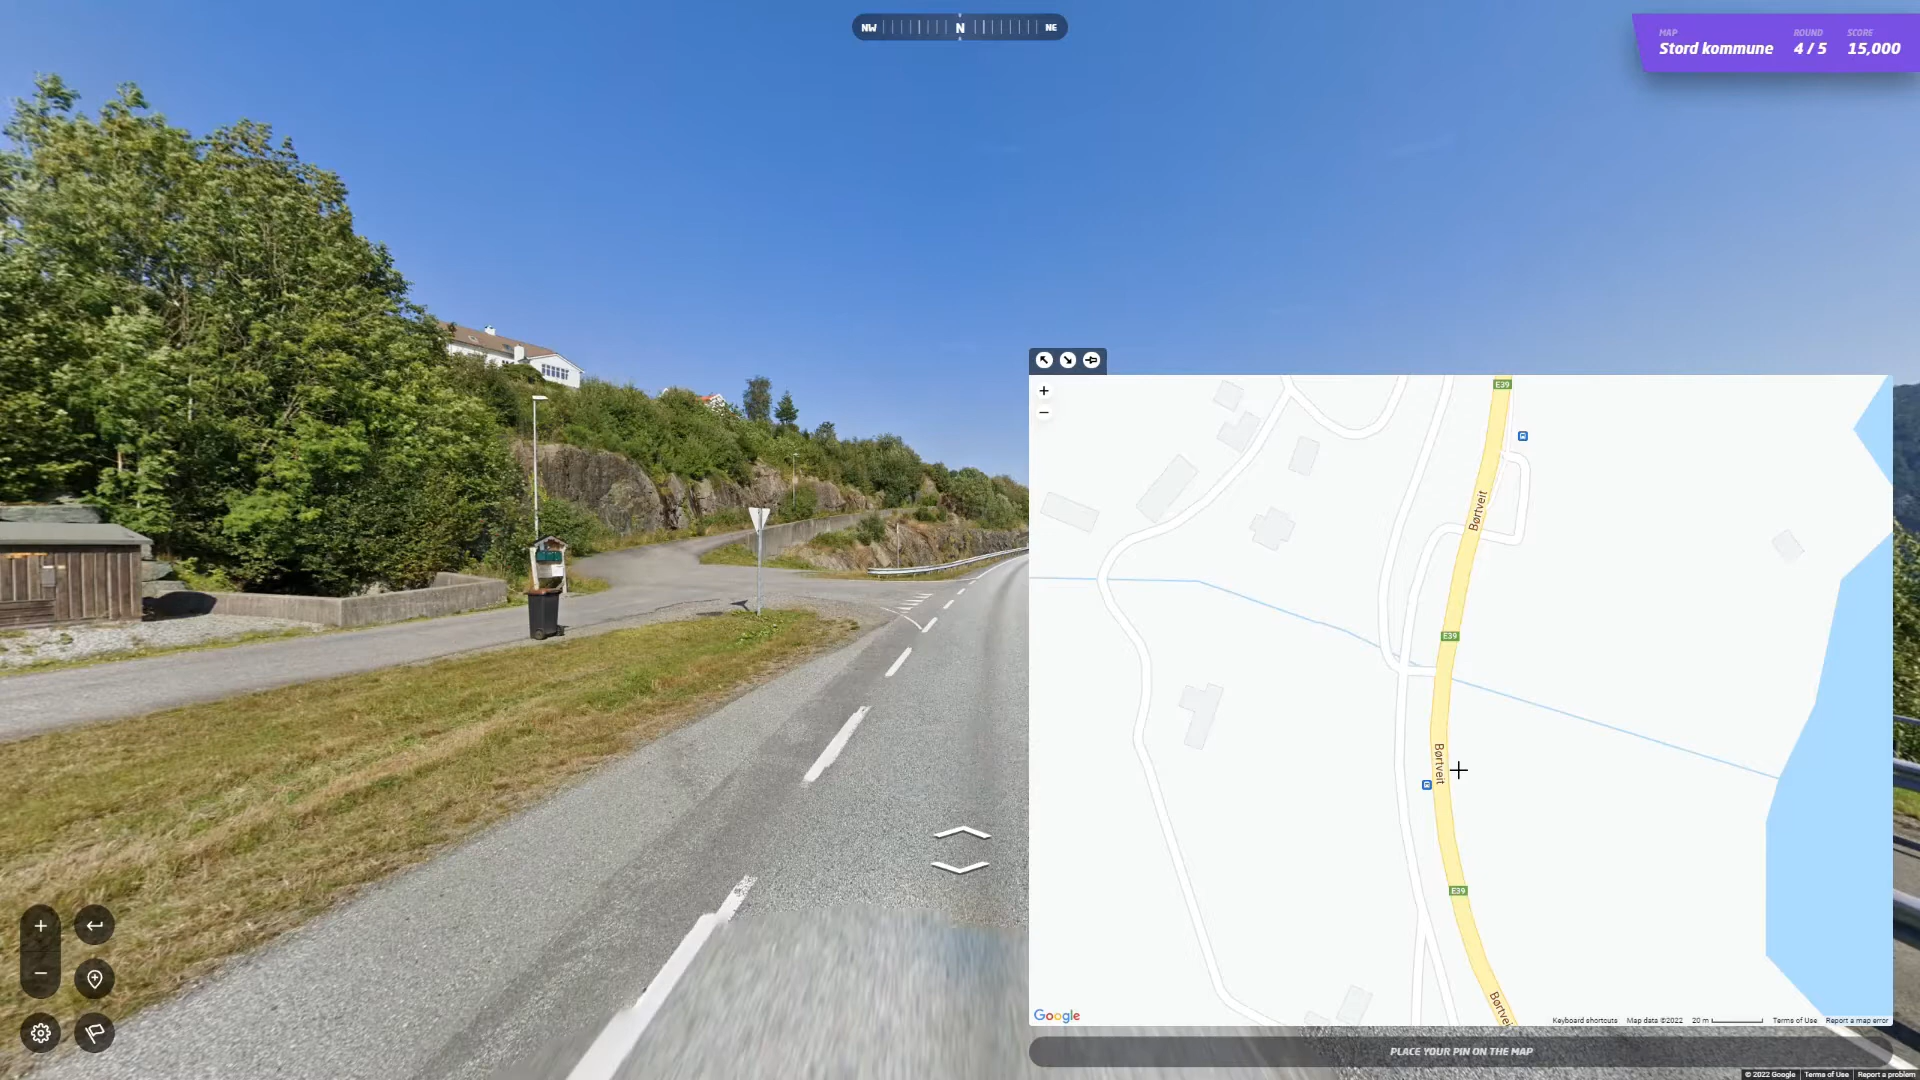 NW
N
NE
MAP
Stord kommune
ROUND
4 / 5
SCORE
15,000
E39
Børtveit
E39
Børtveit
E39
Børtvei
Google
Keyboard shortcuts
Map data ©2022
20 m
Terms of Use
Report a map error
PLACE YOUR PIN ON THE MAP
© 2022 Google
Terms of Use
Report a problem